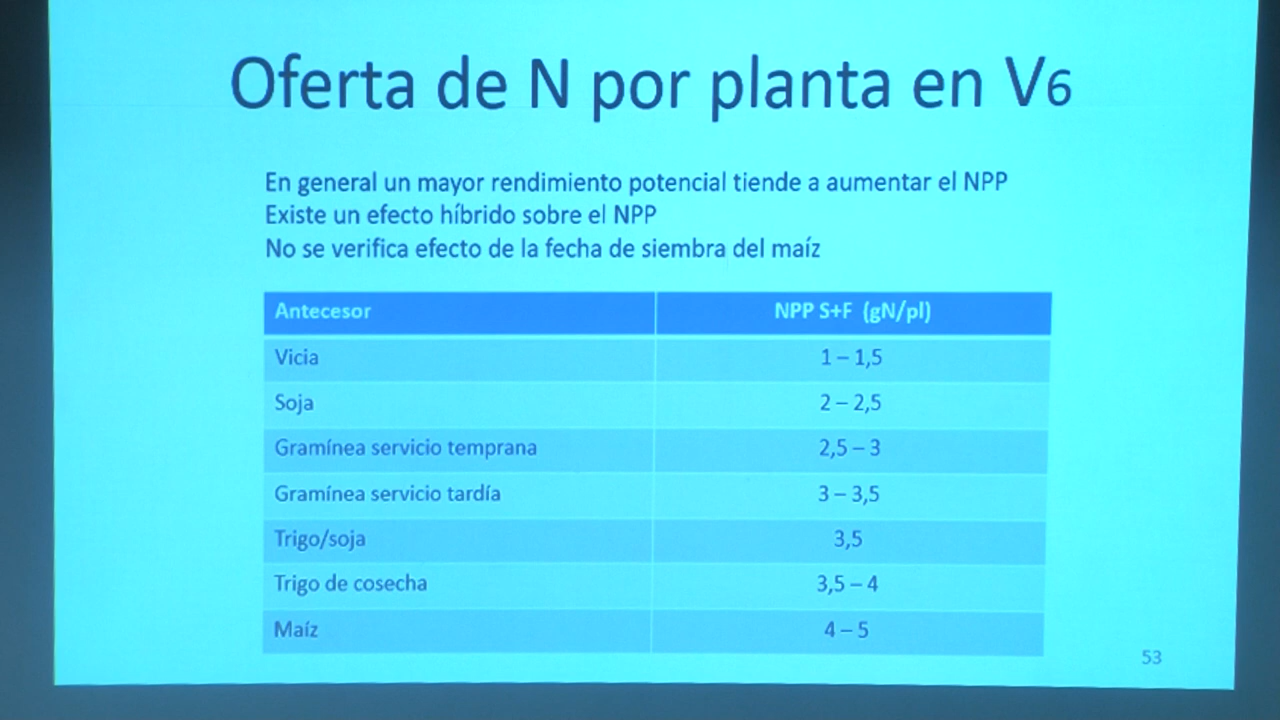 Oferta de N por planta en V6
En general un mayor rendimiento potencial tiende a aumentar el NPP
Existe un efecto híbrido sobre el NPP
No se verifica efecto de la fecha de siembra del maíz
Antecesor NPP S+F (gN/pl)
Vicia 1 – 1,5
Soja 2 – 2,5
Gramínea servicio temprana 2,5 – 3
Gramínea servicio tardía 3 – 3,5
Trigo/soja 3,5
Trigo de cosecha 3,5 – 4
Maíz 4 – 5
53